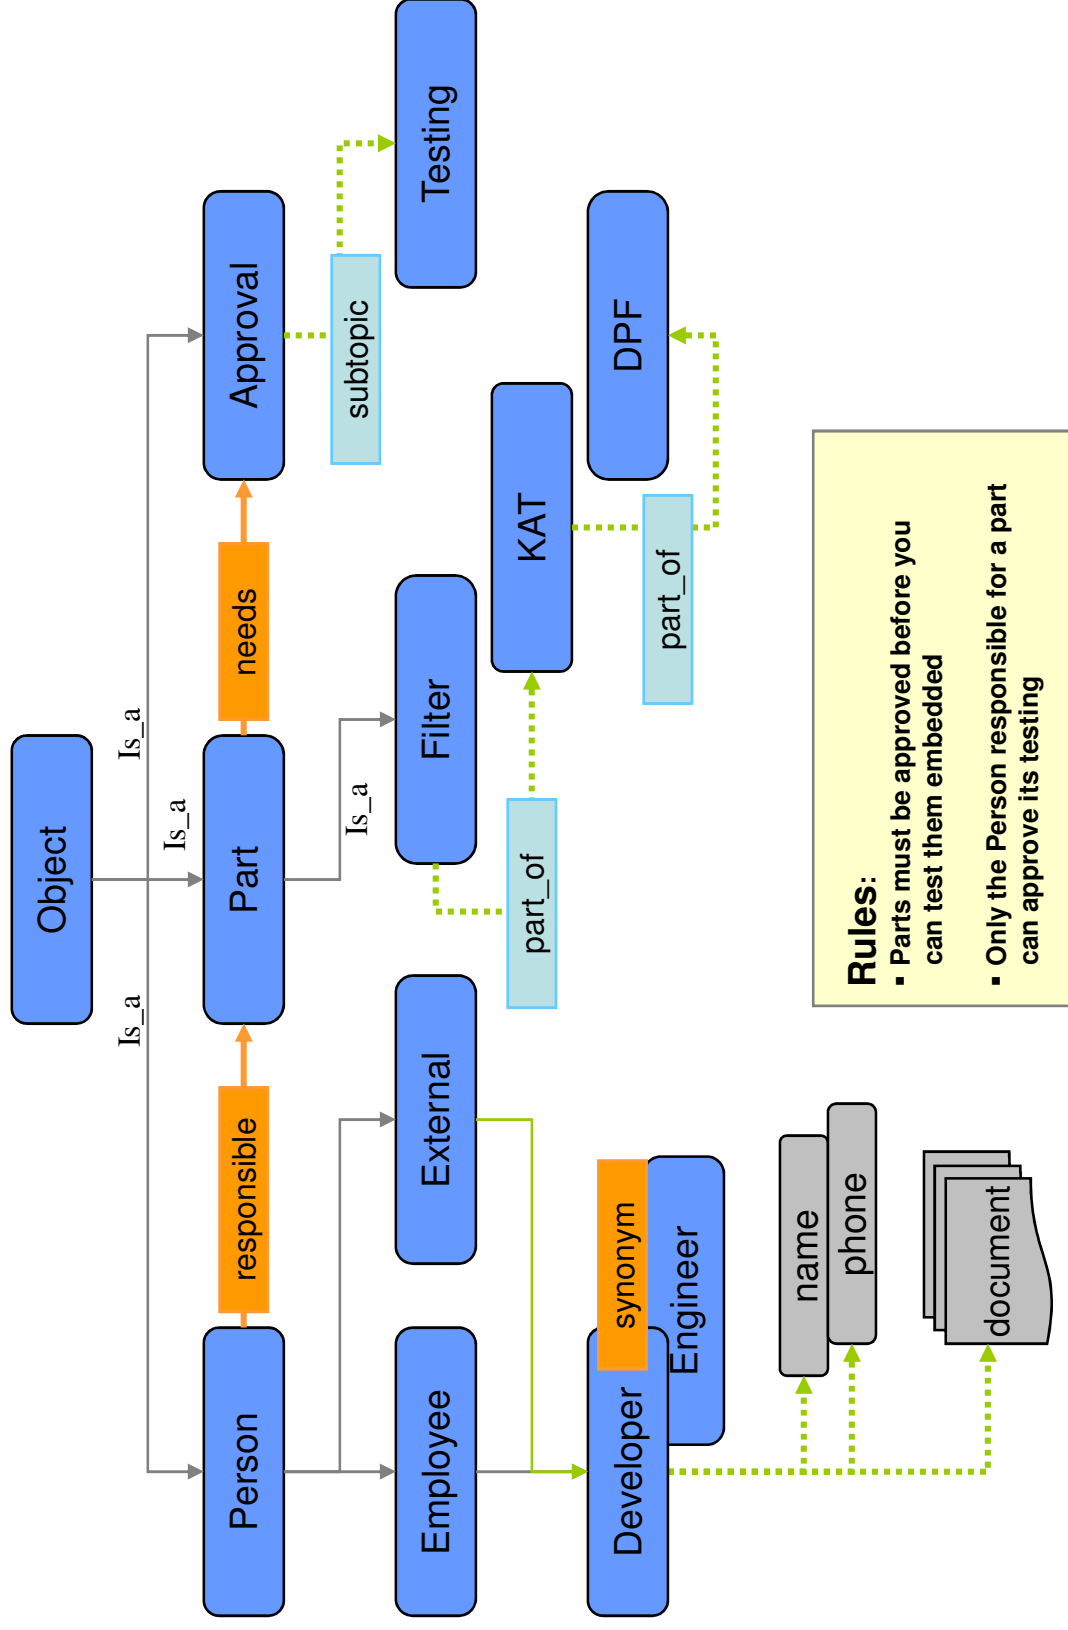 Object
Is_a
Is_a
Is_a
Person
responsible
Part
needs
Approval
Is_a
subtopic
Employee
External
Filter
Testing
part_of
KAT
synonym
Developer
Engineer
part_of
DPF
name
phone
document
Rules:
▪ Parts must be approved before you
can test them embedded
▪ Only the Person responsible for a part
can approve its testing